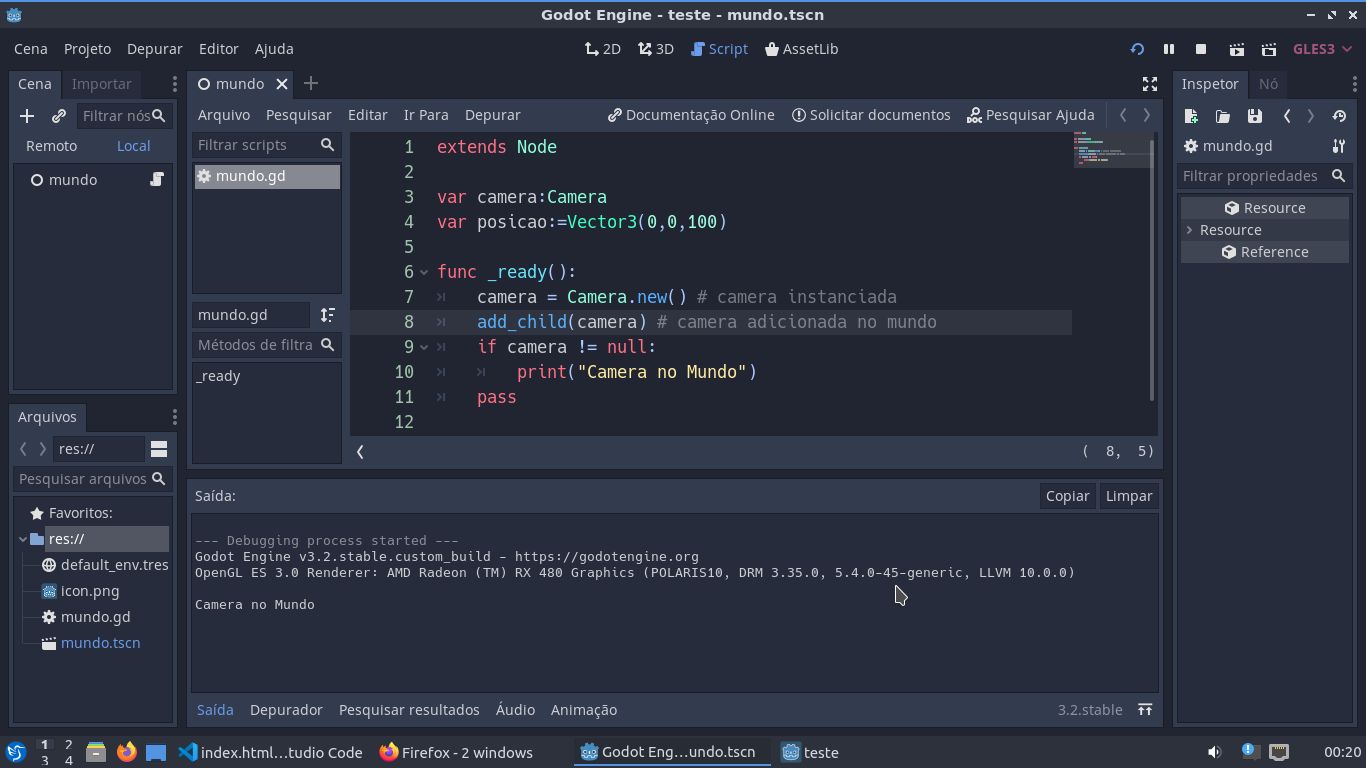 Godot Engine - teste - mundo.tscn
Cena Projeto Depurar Editor Ajuda
2D 3D Script AssetLib
GLES3
Cena Importar
Filtrar nós
Remoto Local
mundo
mundo
Arquivo Pesquisar Editar Ir Para Depurar
Documentação Online Solicitar documentos Pesquisar Ajuda
Filtrar scripts
mundo.gd
mundo.gd
Métodos de filtra
_ready
1 extends Node
2
3 var camera:Camera
4 var posicao:=Vector3(0,0,100)
5
6 func _ready():
7 camera = Camera.new() # camera instanciada
8 add_child(camera) # camera adicionada no mundo
9 if camera != null:
10 print("Camera no Mundo")
11 pass
12
( 8, 5)
Inspetor Nó
mundo.gd
Filtrar propriedades
Resource
Resource
Reference
Arquivos
res://
Pesquisar arquivos
Favoritos:
res://
default_env.tres
icon.png
mundo.gd
mundo.tscn
Saída:
Copiar Limpar
--- Debugging process started ---
Godot Engine v3.2.stable.custom_build - https://godotengine.org
OpenGL ES 3.0 Renderer: AMD Radeon (TM) RX 480 Graphics (POLARIS10, DRM 3.35.0, 5.4.0-45-generic, LLVM 10.0.0)
Camera no Mundo
Saída Depurador Pesquisar resultados Áudio Animação
3.2.stable
1 2
3 4
index.html...tudio Code
Firefox - 2 windows
Godot Eng...undo.tscn
teste
00:20